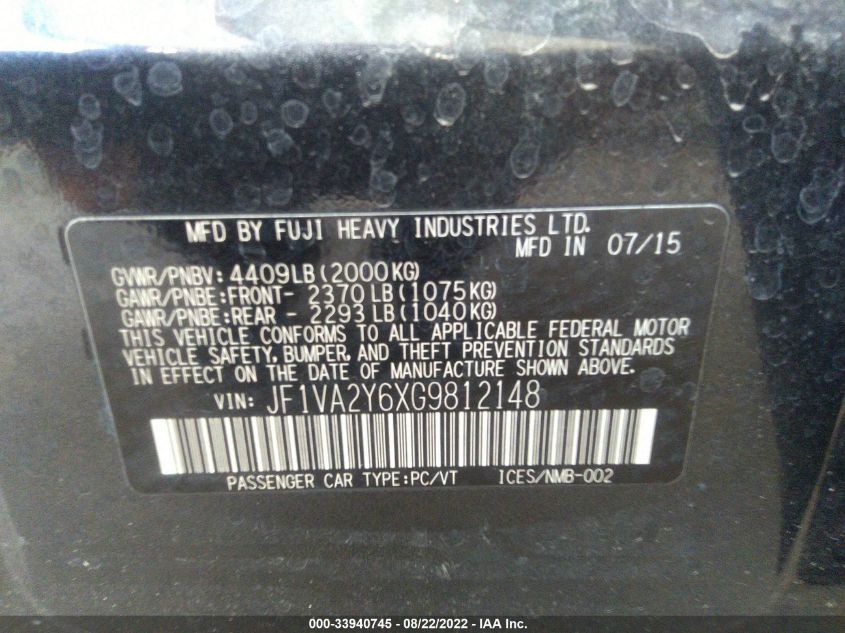 MFD BY FUJI HEAVY INDUSTRIES LTD.
MFD IN 07/15
GVWR/PNBV: 4409LB(2000KG)
GAWR/PNBE:FRONT- 2370 LB(1075KG)
GAWR/PNBE:REAR - 2293 LB(1040KG)
THIS VEHICLE CONFORMS TO ALL APPLICABLE FEDERAL MOTOR
VEHICLE SAFETY, BUMPER, AND THEFT PREVENTION STANDARDS
IN EFFECT ON THE DATE OF MANUFACTURE SHOWN ABOVE.
VIN: JF1VA2Y6XG9812148
PASSENGER CAR TYPE:PC/VT ICES/NMB-002
000-33940745 - 08/22/2022 - IAA Inc.